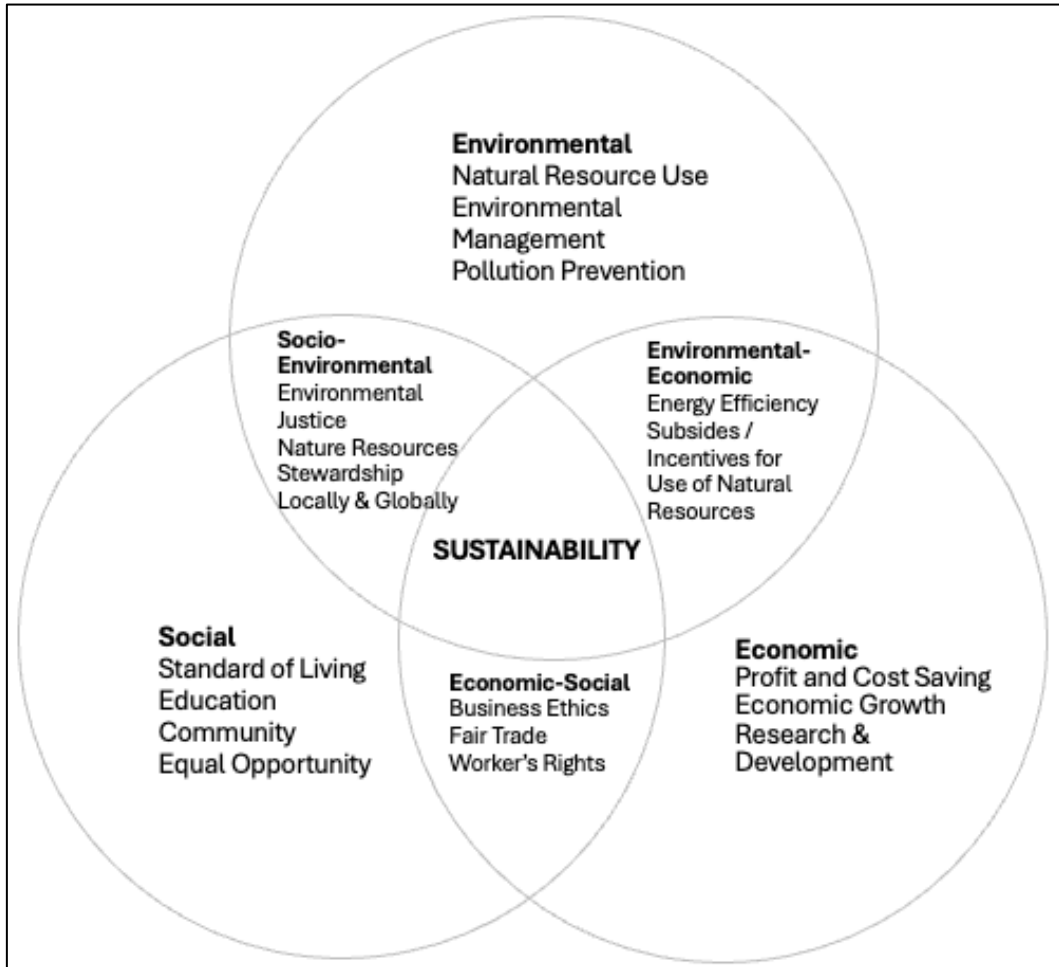 Environmental
Natural Resource Use
Environmental
Management
Pollution Prevention
Socio-
Environmental
Environmental
Justice
Nature Resources
Stewardship
Locally & Globally
Environmental-
Economic
Energy Efficiency
Subsides /
Incentives for
Use of Natural
Resources
SUSTAINABILITY
Social
Standard of Living
Education
Community
Equal Opportunity
Economic-Social
Business Ethics
Fair Trade
Worker's Rights
Economic
Profit and Cost Saving
Economic Growth
Research &
Development